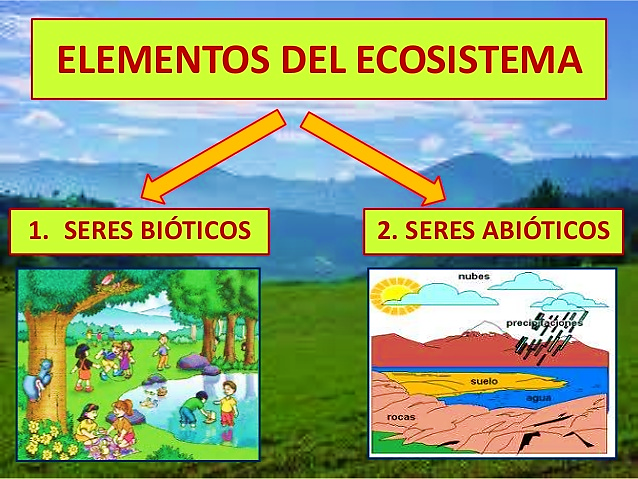 ELEMENTOS DEL ECOSISTEMA
1. SERES BIÓTICOS
2. SERES ABIÓTICOS
nubes
precipitaciones
suelo
agua
rocas